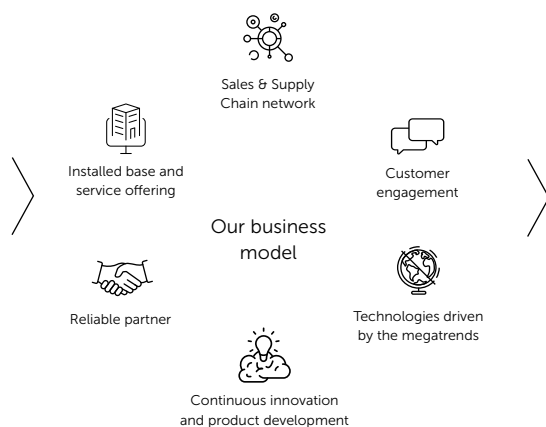 Sales & Supply
Chain network
Installed base and
service offering
Customer
engagement
Our business
model
Reliable partner
Technologies driven
by the megatrends
Continuous innovation
and product development